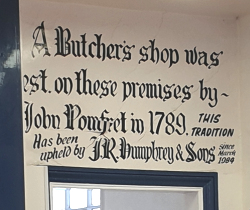 A Butcher's shop was
est. on these premises by ~
John Pomfret in 1789. THIS
TRADITION
Has been
upheld by J.R. Humphrey & Sons since
March
1984